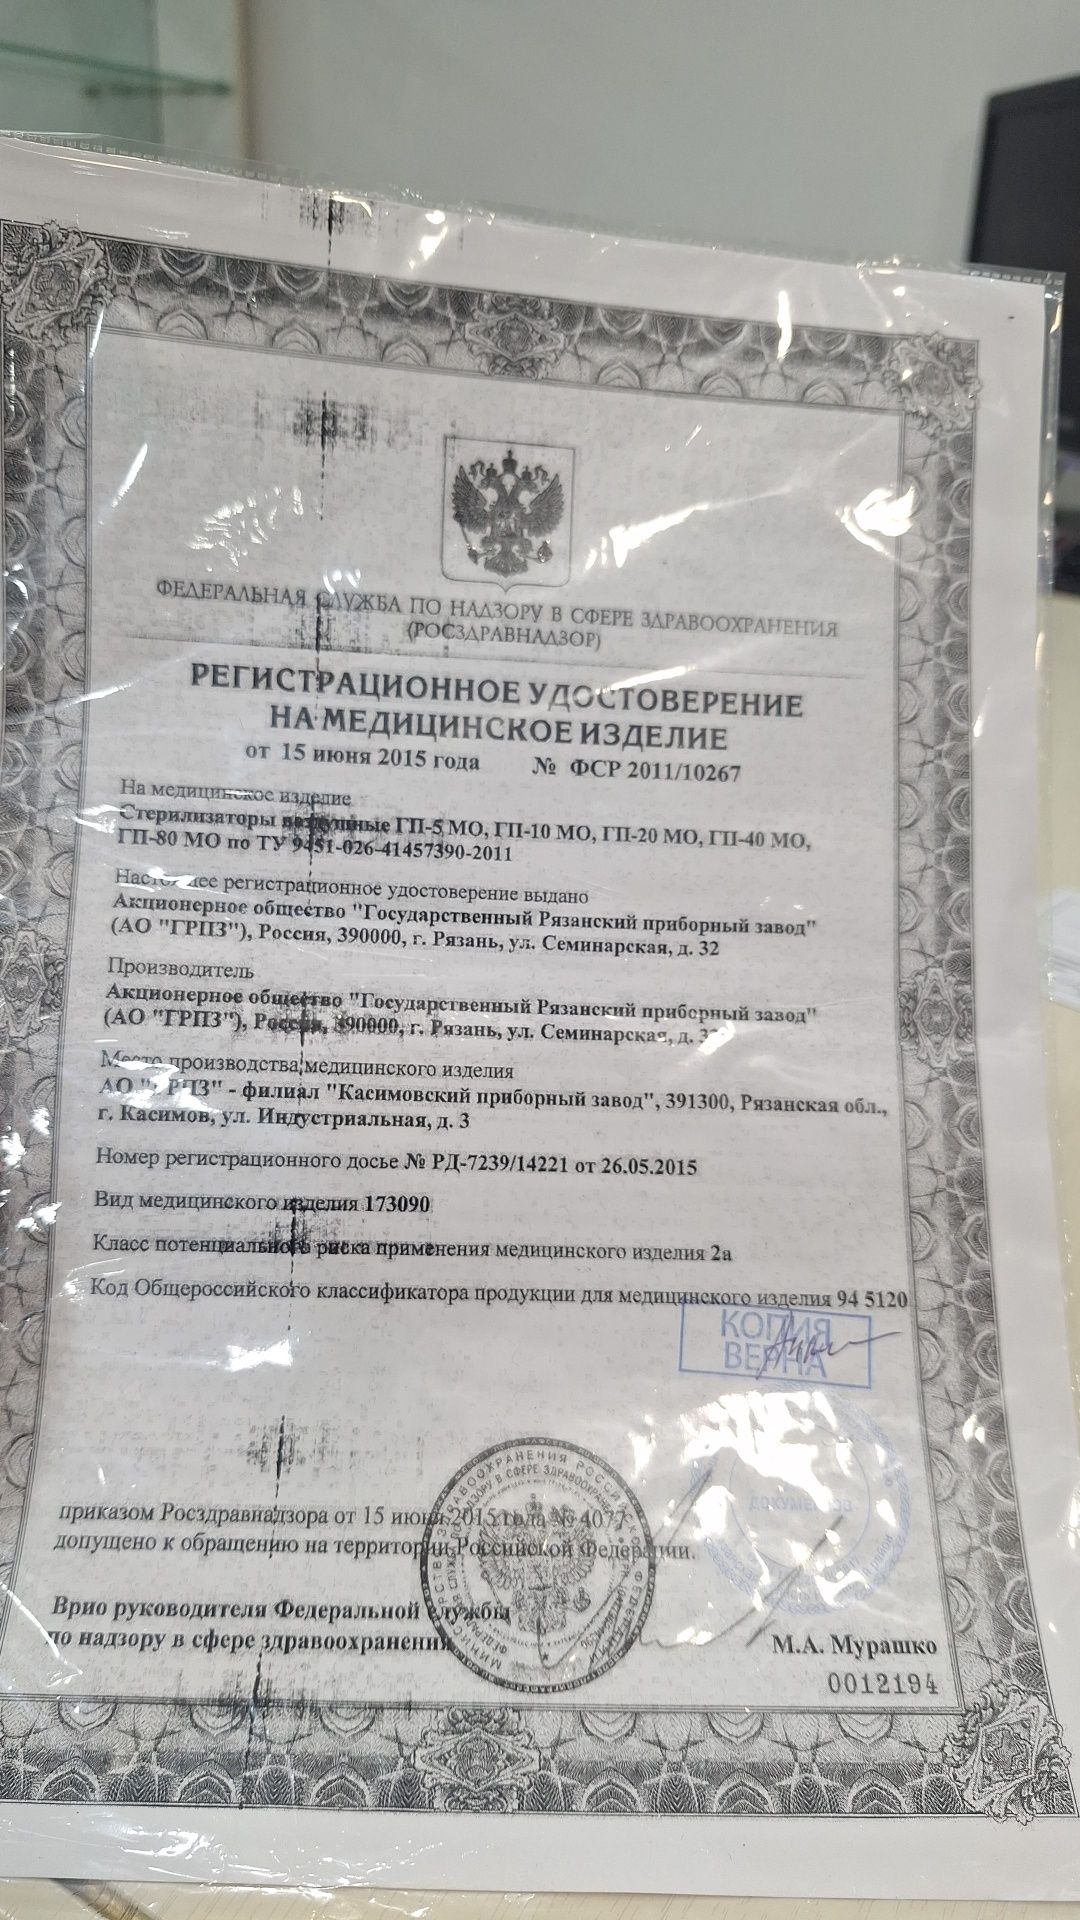 ФЕДЕРАЛЬНАЯ СЛУЖБА ПО НАДЗОРУ В СФЕРЕ ЗДРАВООХРАНЕНИЯ
(РОСЗДРАВНАДЗОР)
РЕГИСТРАЦИОННОЕ УДОСТОВЕРЕНИЕ
НА МЕДИЦИНСКОЕ ИЗДЕЛИЕ
от 15 июня 2015 года № ФСР 2011/10267
На медицинское изделие
Стерилизаторы воздушные ГП-5 МО, ГП-10 МО, ГП-20 МО, ГП-40 МО,
ГП-80 МО по ТУ 9451-026-41457390-2011
Настоящее регистрационное удостоверение выдано
Акционерное общество "Государственный Рязанский приборный завод"
(АО "ГРПЗ"), Россия, 390000, г. Рязань, ул. Семинарская, д. 32
Производитель
Акционерное общество "Государственный Рязанский приборный завод"
(АО "ГРПЗ"), Россия, 390000, г. Рязань, ул. Семинарская, д. 32
Место производства медицинского изделия
АО "ГРПЗ" - филиал "Касимовский приборный завод", 391300, Рязанская обл.,
г. Касимов, ул. Индустриальная, д. 3
Номер регистрационного досье № РД-7239/14221 от 26.05.2015
Вид медицинского изделия 173090
Класс потенциального риска применения медицинского изделия 2а
Код Общероссийского классификатора продукции для медицинского изделия 94 5120
КОПИЯ
ВЕРНА
приказом Росздравнадзора от 15 июня 2015 года № 4077
допущено к обращению на территории Российской Федерации.
Врио руководителя Федеральной службы
по надзору в сфере здравоохранения
М.А. Мурашко
0012194